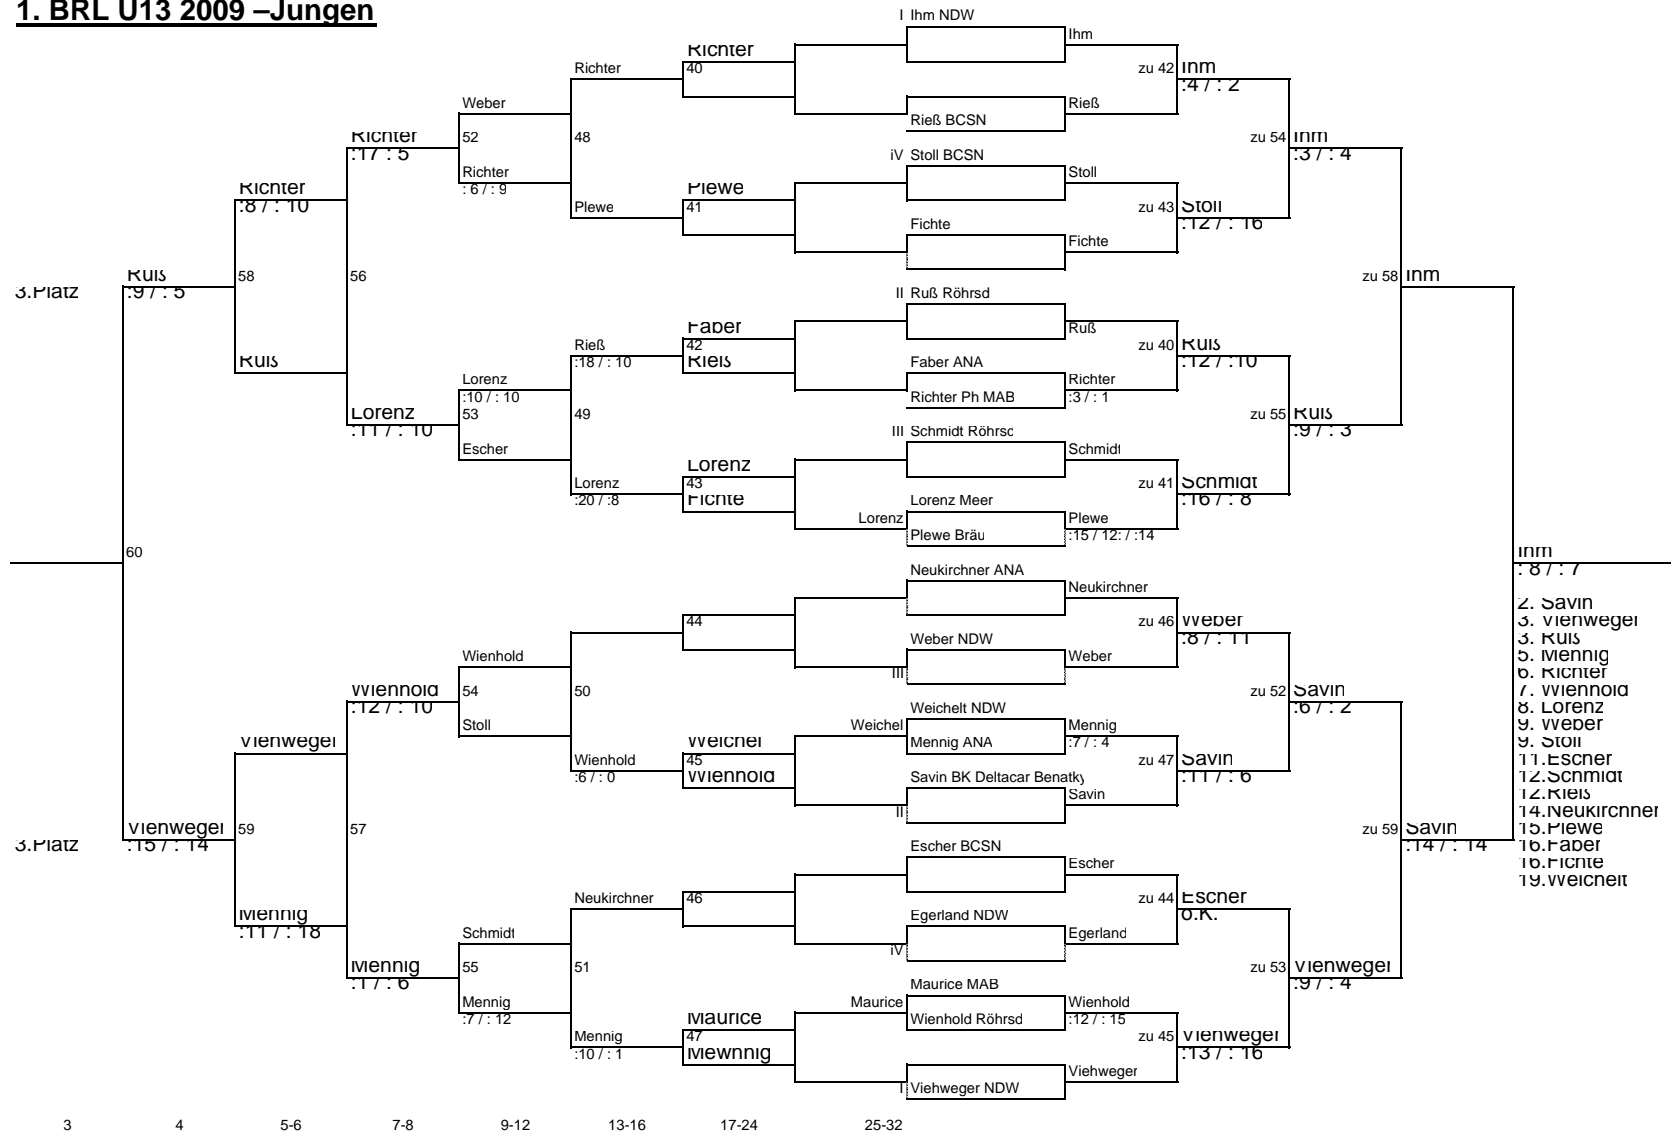 1. BRL U13 2009 –Jungen
I Ihm NDW
Ihm
Richter
Richter
40
zu 42
Ihm
:4 / : 2
Weber
Rieß
Rieß BCSN
Richter
:17 : 5
52
48
zu 54
Ihm
:3 / : 4
iV Stoll BCSN
Richter
: 6 / : 9
Stoll
Richter
:8 / : 10
Plewe
Plewe
41
zu 43
Stoll
:12 / : 16
Fichte
Fichte
3.Platz
Ruß
:9 / : 5
58
56
zu 58
Ihm
II Ruß Röhrsd
Ruß
Faber
Rieß
:18 / : 10
42
Rieß
zu 40
Ruß
:12 / :10
Ruß
Faber ANA
Lorenz
:10 / : 10
Richter
:3 / : 1
Richter Ph MAB
Lorenz
:11 / : 10
53
49
zu 55
Ruß
:9 / : 3
III Schmidt Röhrsd
Escher
Schmidt
Lorenz
Lorenz
:20 / :8
43
Fichte
zu 41
Schmidt
:16 / : 8
Lorenz Meer
Lorenz
Plewe
:15 / 12: / :14
Plewe Bräu
60
Ihm
: 8 / : 7
Neukirchner ANA
Neukirchner
2. Savin
3. Viehweger
3. Ruß
5. Mennig
6. Richter
7. Wienhold
8. Lorenz
9. Weber
9. Stoll
11.Escher
12.Schmidt
12.Rieß
14.Neukirchner
15.Plewe
16.Faber
16.Fichte
19.Weichelt
44
zu 46
Weber
:8 / : 11
Weber NDW
Wienhold
Weber
III
Wienhold
:12 / : 10
54
50
zu 52
Savin
:6 / : 2
Weichelt NDW
Stoll
Weichel
Mennig
:7 / : 4
Mennig ANA
Viehweger
Weichel
Wienhold
:6 / : 0
45
Wienhold
zu 47
Savin
:11 / : 6
Savin BK Deltacar Benatky
Savin
II
3.Platz
Viehweger
:15 / : 14
59
57
zu 59
Savin
:14 / : 14
Escher BCSN
Escher
Neukirchner
46
zu 44
Escher
o.K.
Mennig
:11 / : 18
Egerland NDW
Schmidt
Egerland
iV
Mennig
:1 / : 6
55
51
zu 53
Viehweger
:9 / : 4
Maurice MAB
Mennig
:7 / : 12
Maurice
Wienhold
:12 / : 15
Wienhold Röhrsd
Maurice
Mennig
:10 / : 1
47
Mewnnig
zu 45
Viehweger
:13 / : 16
Viehweger
I Viehweger NDW
3 4 5-6 7-8 9-12 13-16 17-24 25-32